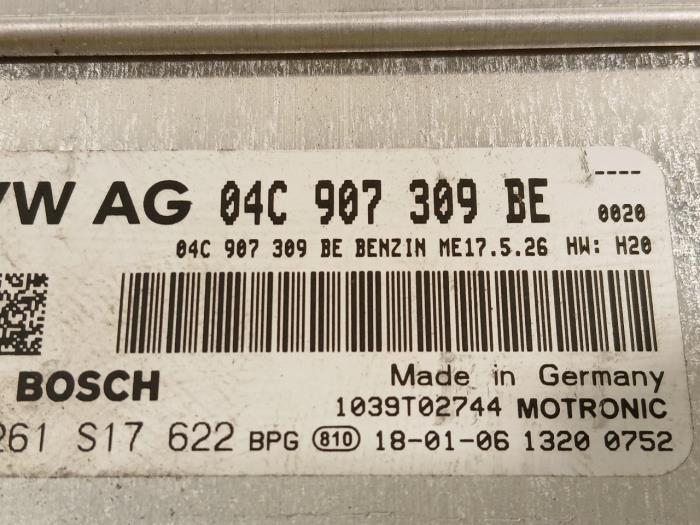 VW AG 04C 907 309 BE ----
0020
04C 907 309 BE BENZIN ME17.5.26 HW: H20
BOSCH
Made in Germany
1039T02744 MOTRONIC
261 S17 622 BPG 810 18-01-06 1320 0752